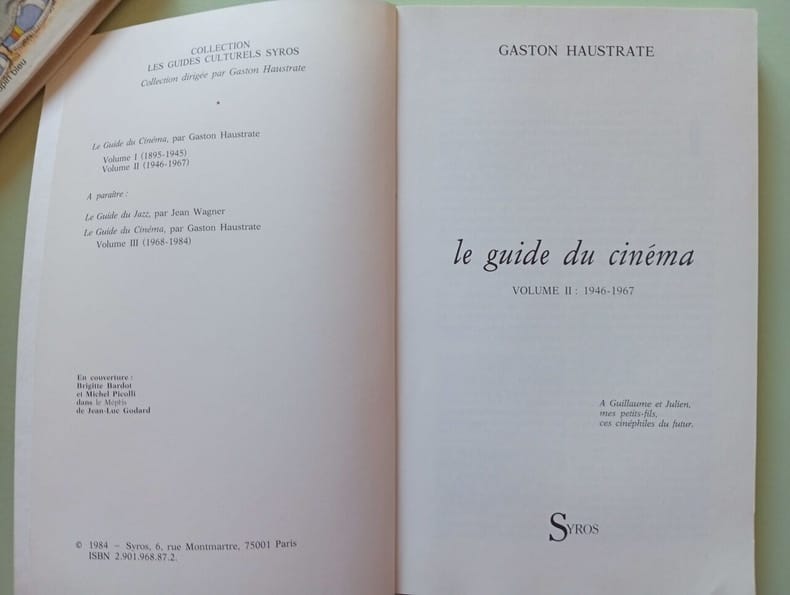 pin bleu
COLLECTION
LES GUIDES CULTURELS SYROS
Collection dirigée par Gaston Haustrate
*
Le Guide du Cinéma, par Gaston Haustrate
Volume I (1895-1945)
Volume II (1946-1967)
A paraître :
Le Guide du Jazz, par Jean Wagner
Le Guide du Cinéma, par Gaston Haustrate
Volume III (1968-1984)
En couverture :
Brigitte Bardot
et Michel Picolli
dans le Mépris
de Jean-Luc Godard
© 1984 – Syros, 6, rue Montmartre, 75001 Paris
ISBN 2.901.968.87.2.
GASTON HAUSTRATE
le guide du cinéma
VOLUME II : 1946-1967
A Guillaume et Julien,
mes petits-fils,
ces cinéphiles du futur.
SYROS